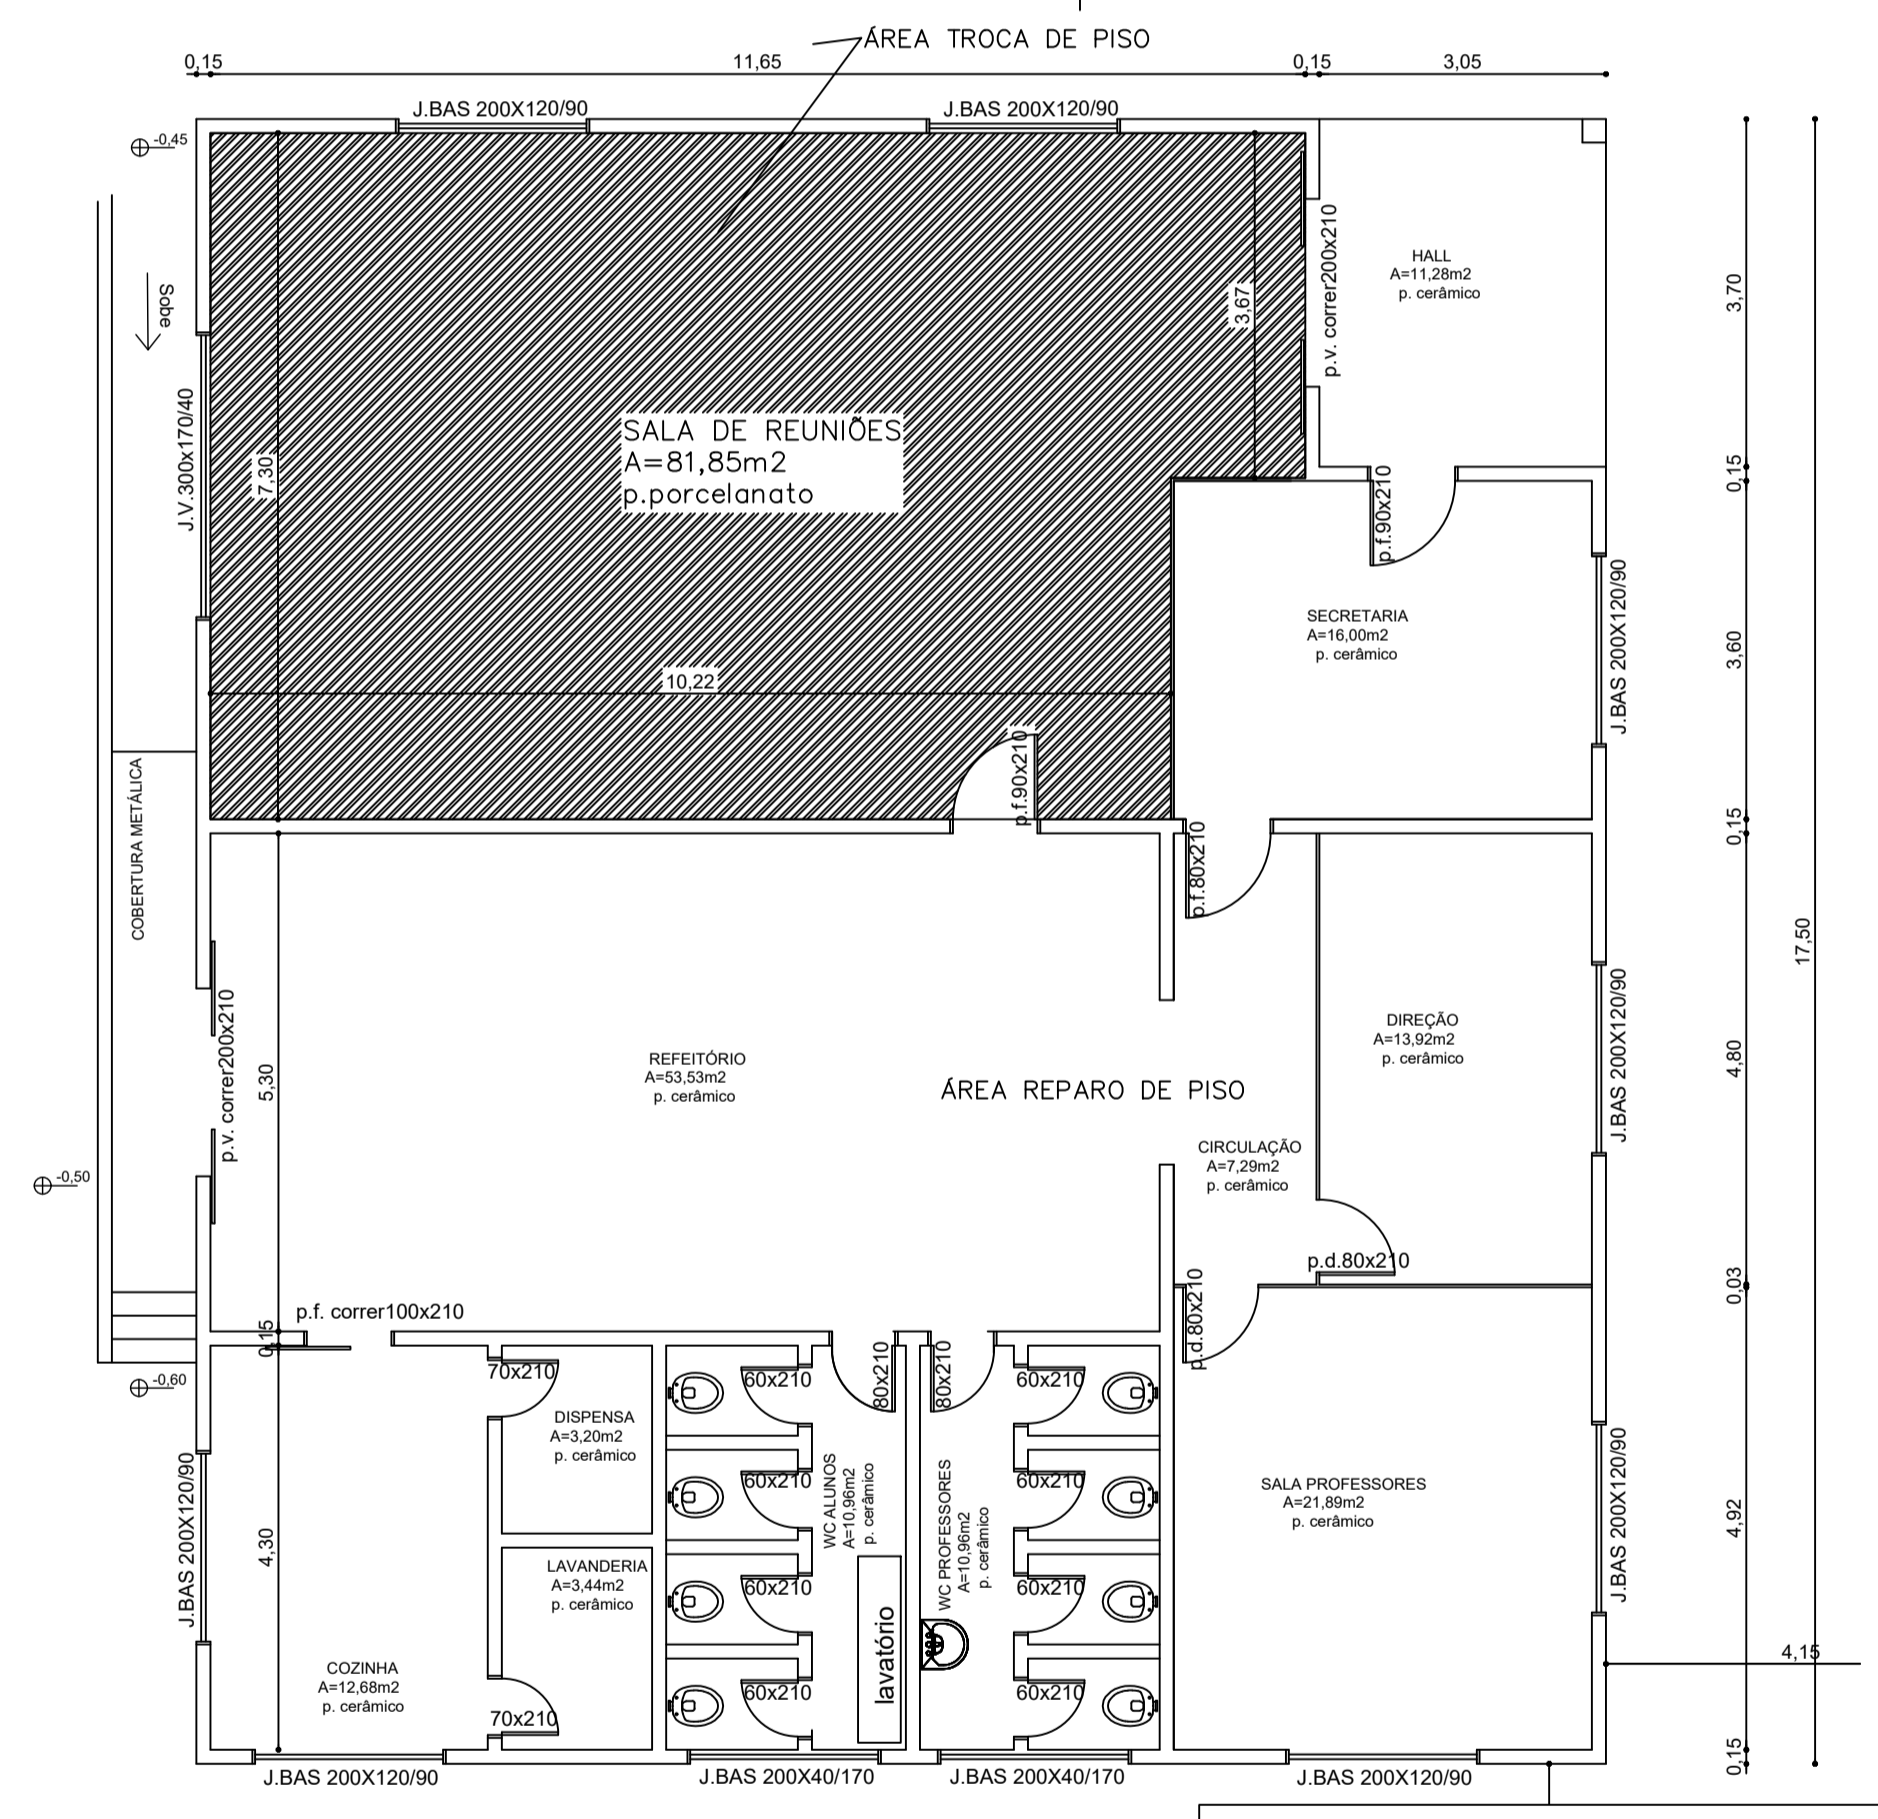 ÁREA TROCA DE PISO
0,15
11,65
0,15
3,05
J.BAS 200X120/90
J.BAS 200X120/90
-0,45
Sobe
J.V.300x170/40
7,30
3,67
p.v. correr200x210
HALL
A=11,28m2
p. cerâmico
3,70
SALA DE REUNIÕES
A=81,85m2
p.porcelanato
0,15
p.f.90x210
10,22
p.f.90x210
SECRETARIA
A=16,00m2
p. cerâmico
J.BAS 200X120/90
3,60
0,15
COBERTURA METÁLICA
p.f.80x210
17,50
p.v. correr200x210
5,30
REFEITÓRIO
A=53,53m2
p. cerâmico
ÁREA REPARO DE PISO
DIREÇÃO
A=13,92m2
p. cerâmico
J.BAS 200X120/90
4,80
CIRCULAÇÃO
A=7,29m2
p. cerâmico
-0,50
p.d.80x210
0,03
p.f. correr100x210
0,15
p.d.80x210
-0,60
70x210
60x210
80x210
80x210
60x210
DISPENSA
A=3,20m2
p. cerâmico
60x210
WC ALUNOS
A=10,96m2
p. cerâmico
WC PROFESSORES
A=10,96m2
p. cerâmico
60x210
SALA PROFESSORES
A=21,89m2
p. cerâmico
J.BAS 200X120/90
4,92
J.BAS 200X120/90
4,30
LAVANDERIA
A=3,44m2
p. cerâmico
60x210
60x210
lavatório
COZINHA
A=12,68m2
p. cerâmico
60x210
60x210
4,15
70x210
0,15
J.BAS 200X120/90
J.BAS 200X40/170
J.BAS 200X40/170
J.BAS 200X120/90